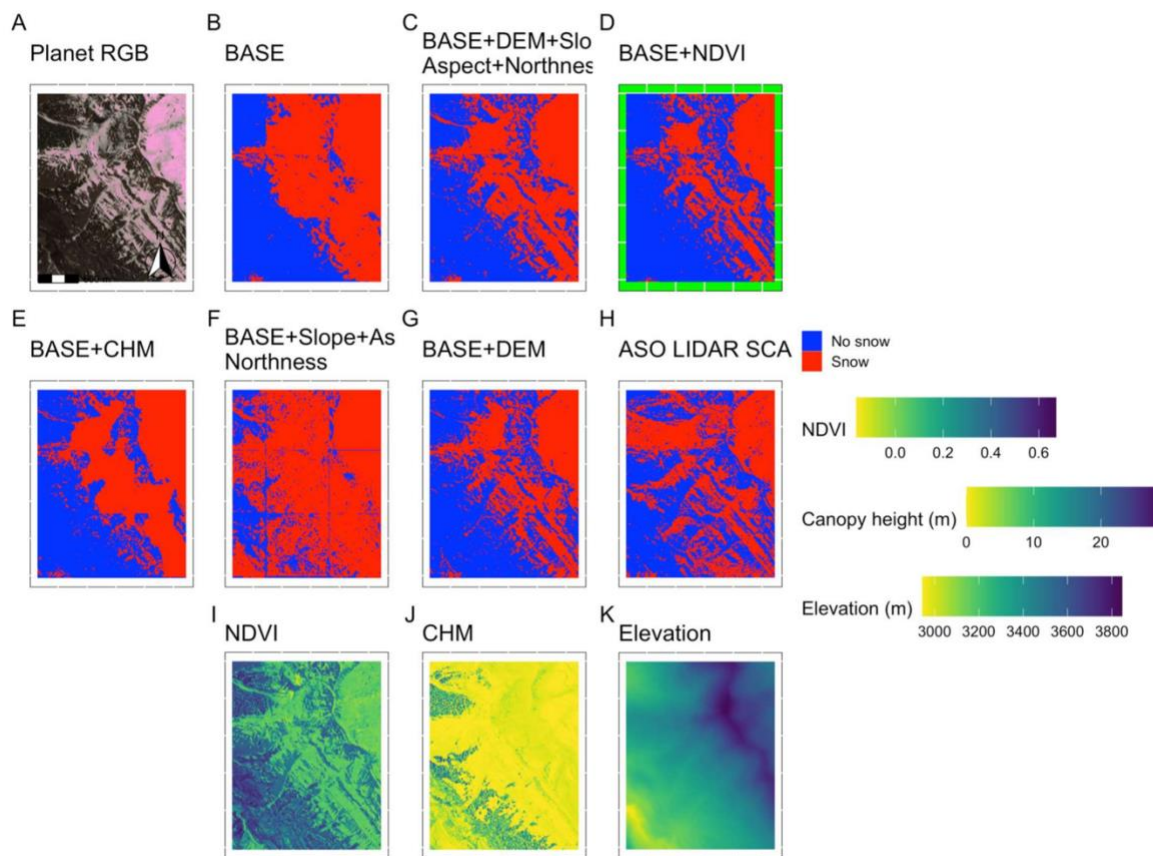 A
Planet RGB
B
BASE
C
BASE+DEM+Slo
Aspect+Northnes
D
BASE+NDVI
E
BASE+CHM
F
BASE+Slope+As
Northness
G
BASE+DEM
H
ASO LIDAR SCA
No snow
Snow
NDVI
0.0 0.2 0.4 0.6
Canopy height (m)
0 10 20
Elevation (m)
3000 3200 3400 3600 3800
I
NDVI
J
CHM
K
Elevation